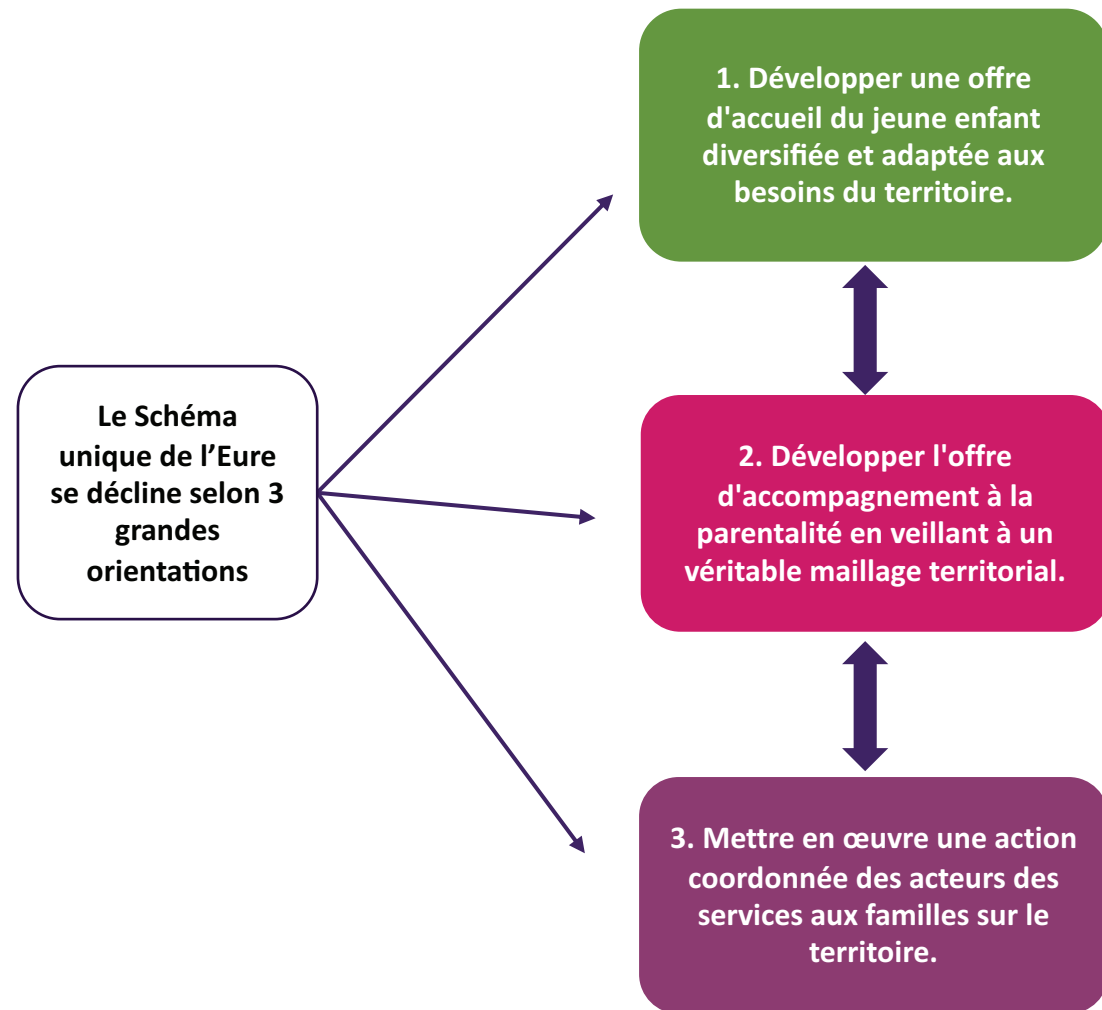 Le Schéma
unique de l’Eure
se décline selon 3
grandes
orientations
1. Développer une offre
d'accueil du jeune enfant
diversifiée et adaptée aux
besoins du territoire.
2. Développer l'offre
d'accompagnement à la
parentalité en veillant à un
véritable maillage territorial.
3. Mettre en œuvre une action
coordonnée des acteurs des
services aux familles sur le
territoire.